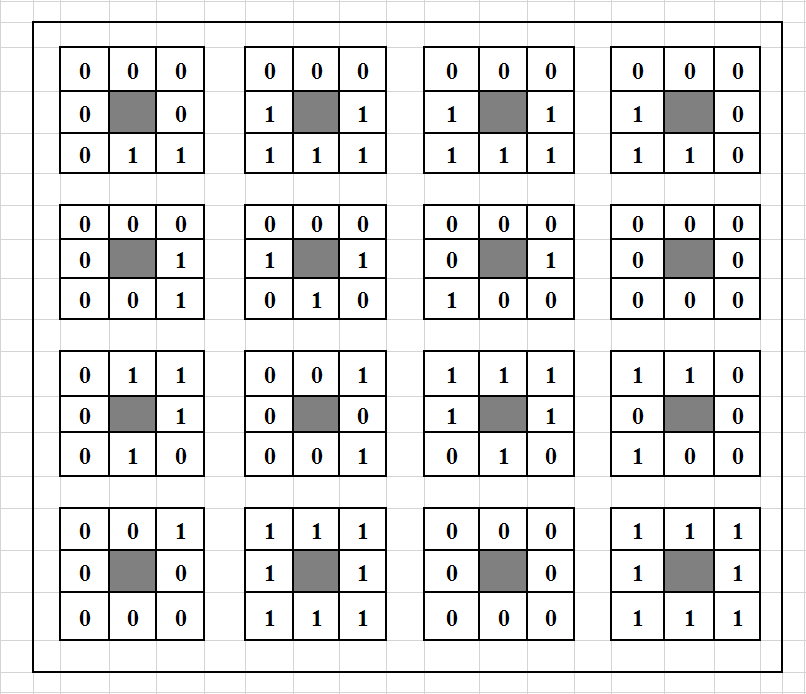 0 0 0 0 0 0 0 0 0 0 0 0
0 0 1 1 1 1 1 0
0 1 1 1 1 1 1 1 1 1 1 0
0 0 0 0 0 0 0 0 0 0 0 0
0 1 1 1 0 1 0 0
0 0 1 0 1 0 1 0 0 0 0 0
0 1 1 0 0 1 1 1 1 1 1 0
0 1 0 0 1 1 0 0
0 1 0 0 0 1 0 1 0 1 0 0
0 0 1 1 1 1 0 0 0 1 1 1
0 0 1 1 0 0 1 1
0 0 0 1 1 1 0 0 0 1 1 1